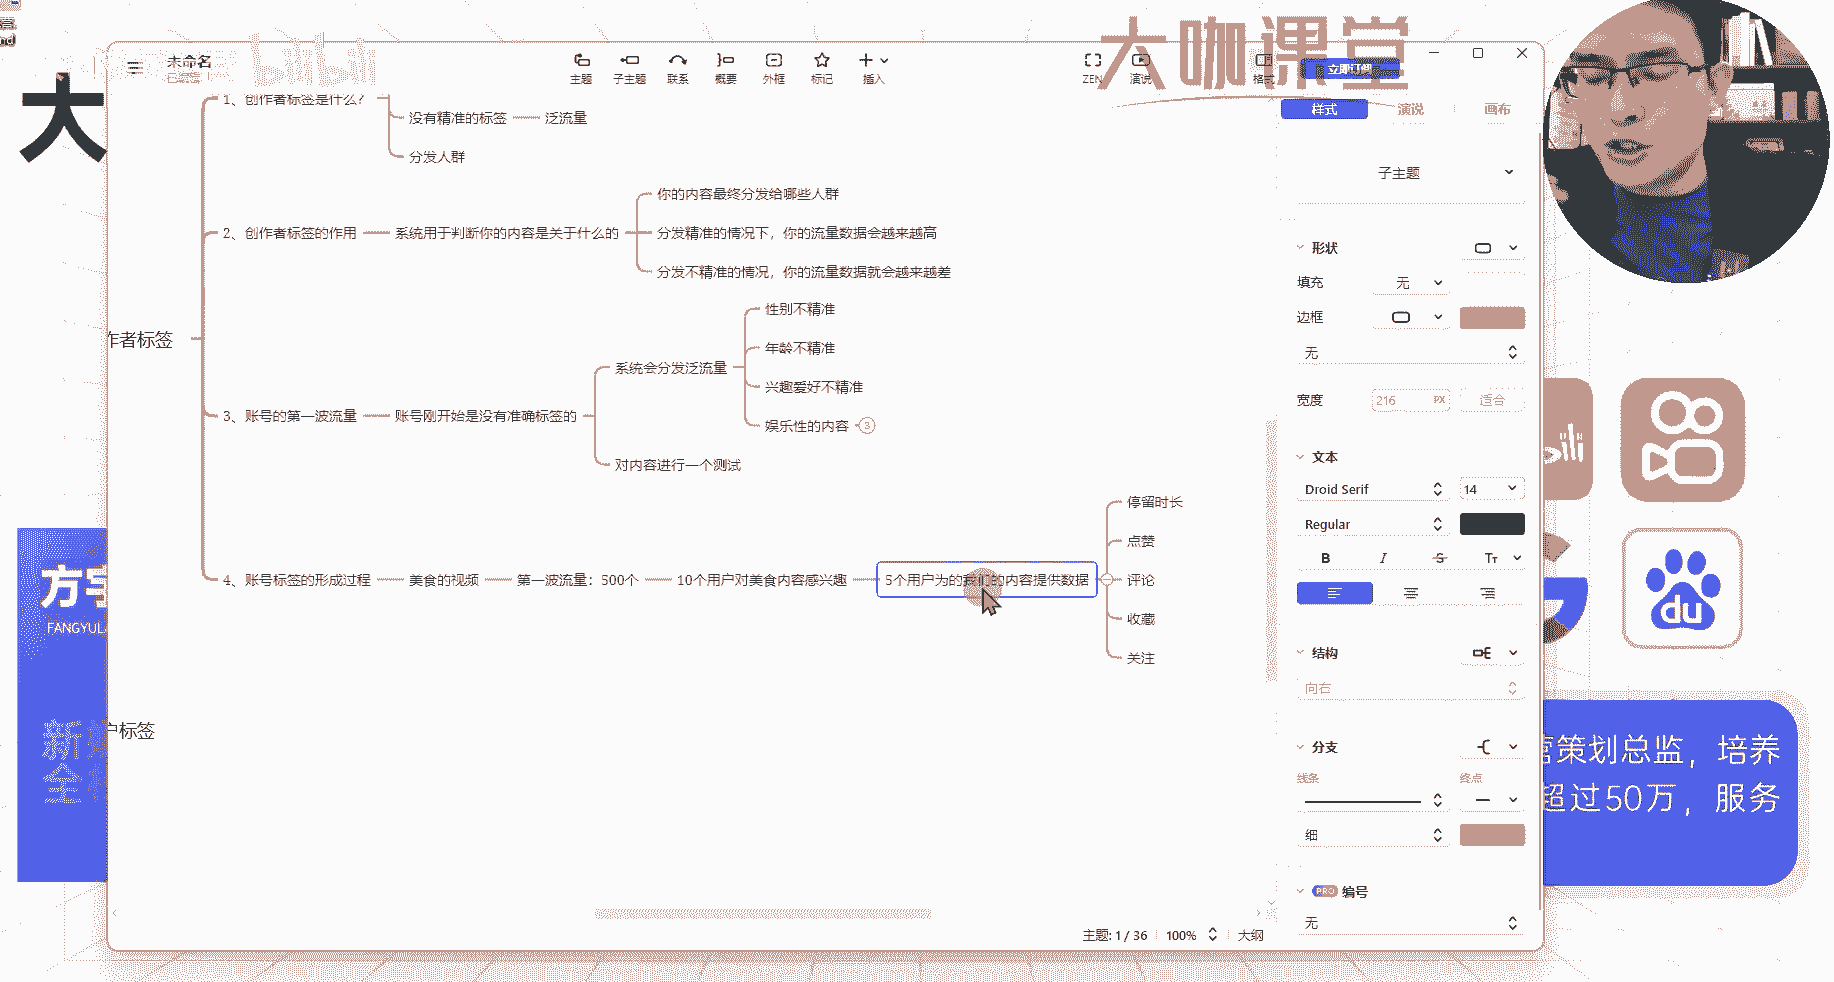 大咖课堂
bilibili
大
未命名
主题
子主题
联系
概要
外框
标记
插入
ZEN
演说
格式
样式
演说
画布
1、创作者标签是什么?
没有精准的标签
泛流量
分发人群
你的内容最终分发给哪些人群
2、创作者标签的作用
系统用于判断你的内容是关于什么的
分发精准的情况下，你的流量数据会越来越高
分发不精准的情况，你的流量数据就会越来越差
作者标签
性别不精准
年龄不精准
系统会分发泛流量
兴趣爱好不精准
3、账号的第一波流量
账号刚开始是没有准确标签的
娱乐性的内容
3
对内容进行一个测试
停留时长
点赞
4、账号标签的形成过程
美食的视频
第一波流量：500个
10个用户对美食内容感兴趣
5个用户为的我们的内容提供数据
评论
收藏
关注
户标签
子主题
形状
填充
无
边框
无
宽度
216
PX
适合
文本
Droid Serif
14
Regular
B
I
S
Tт
结构
向右
分支
线条
终点
细
PRO
编号
无
主题: 1 / 36
100%
大纲
方宇
FANGYULA
新
全
du
营策划总监，培养
超过50万，服务